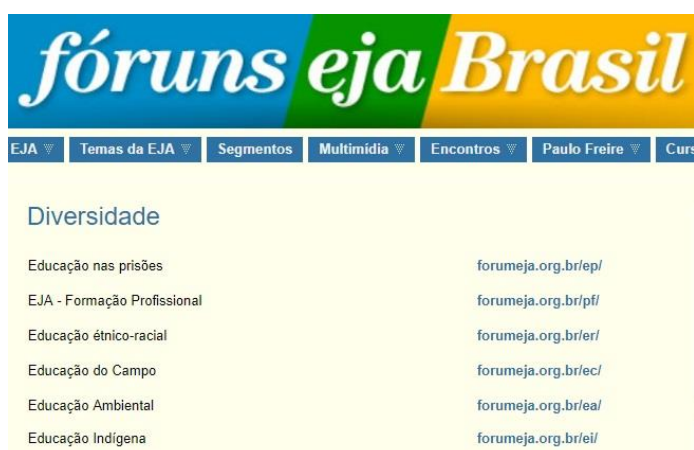 fóruns eja Brasil
EJA Temas da EJA Segmentos Multimídia Encontros Paulo Freire Curs
Diversidade
Educação nas prisões forumeja.org.br/ep/
EJA - Formação Profissional forumeja.org.br/pf/
Educação étnico-racial forumeja.org.br/er/
Educação do Campo forumeja.org.br/ec/
Educação Ambiental forumeja.org.br/ea/
Educação Indígena forumeja.org.br/ei/